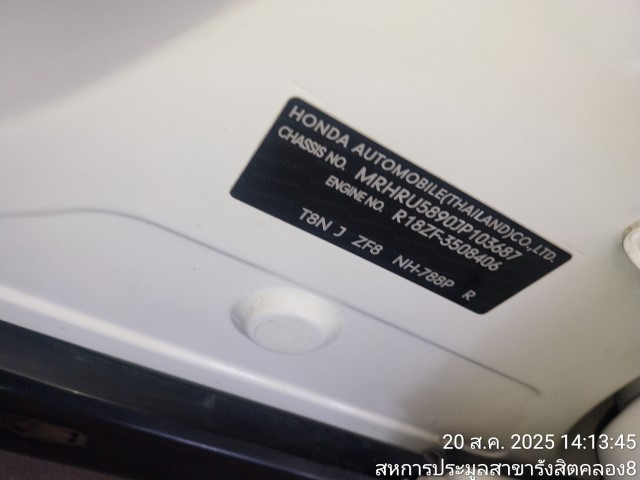 HONDA AUTOMOBILE(THAILAND)CO.,LTD.
CHASSIS NO. MRHRU5890JP103687
ENGINE NO. R18ZF-3508406
T8N J ZF8 NH-788P R
20 ส.ค. 2025 14:13:45
สหการประมูลสาขารังสิตคลอง8